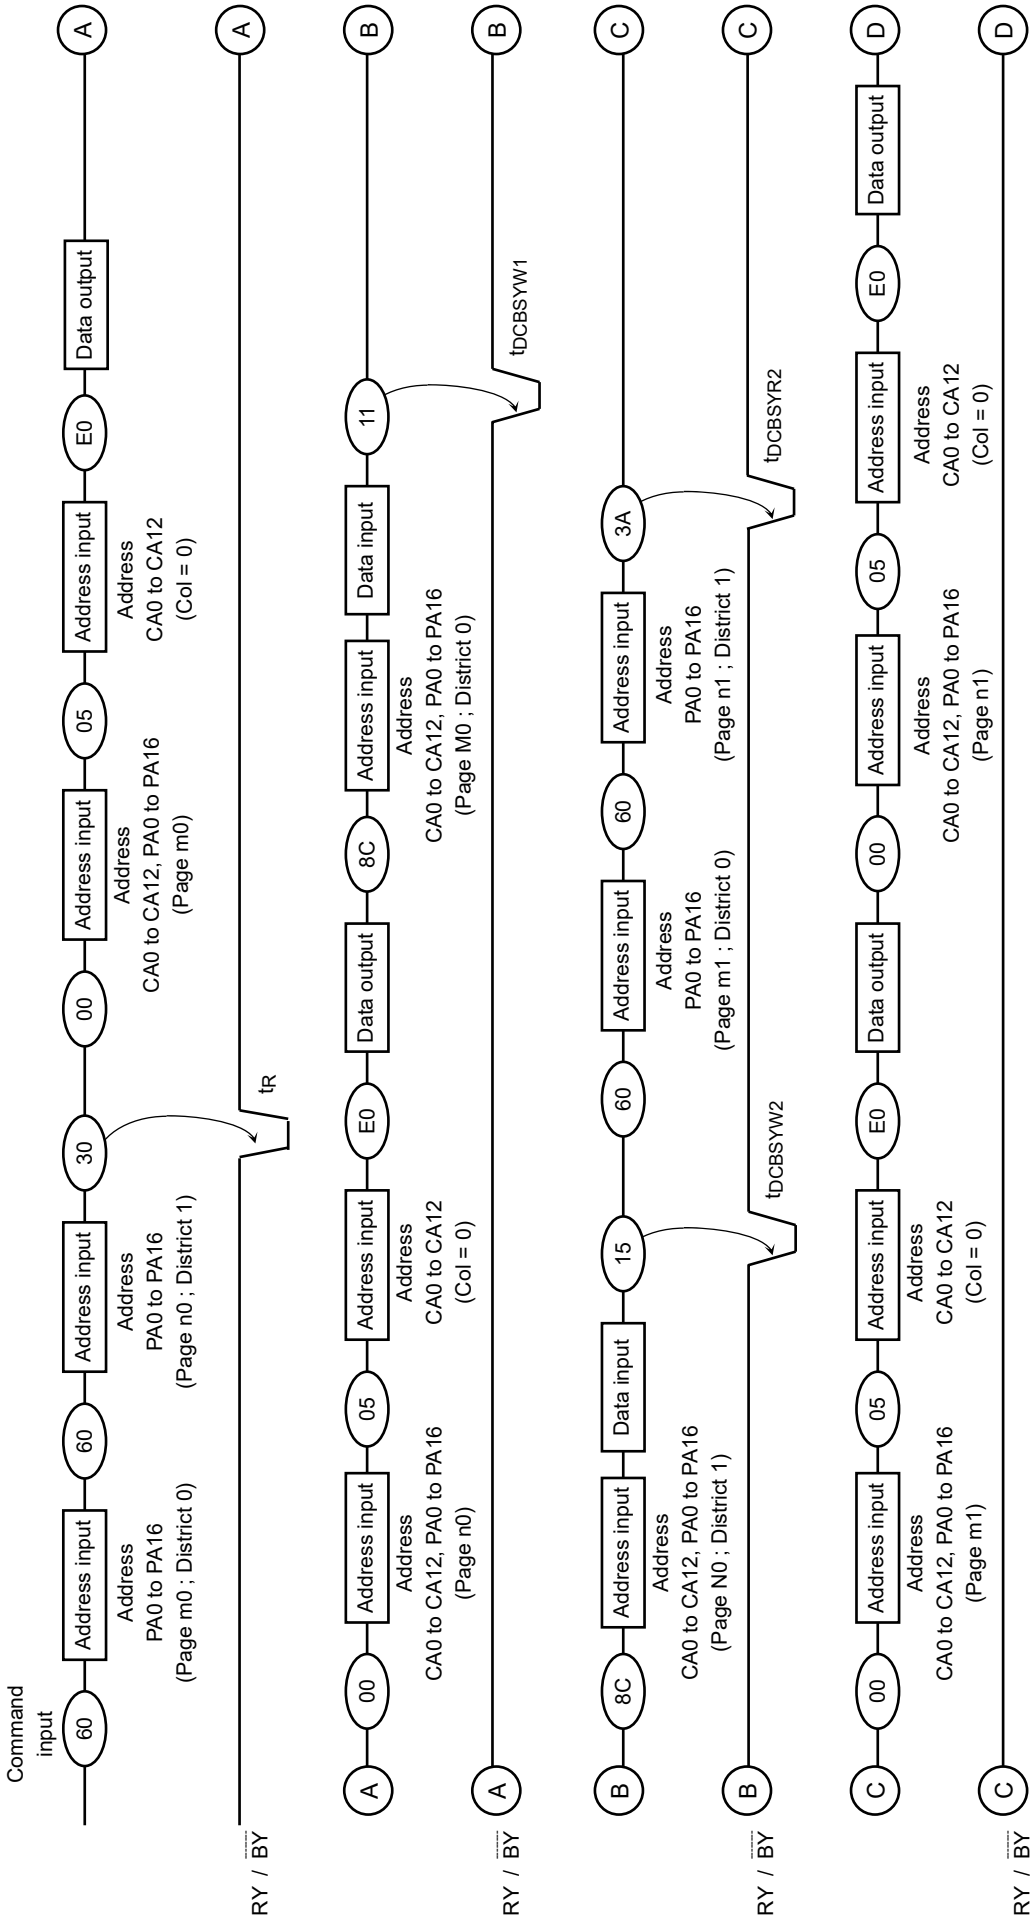 Command
input
60
Address input
60
Address input
30
00
Address input
05
Address input
E0
Data output
A
Address
PA0 to PA16
(Page m0 ; District 0)
Address
PA0 to PA16
(Page n0 ; District 1)
Address
CA0 to CA12, PA0 to PA16
(Page m0)
Address
CA0 to CA12
(Col = 0)
RY / BY
tR
A
A
00
Address input
05
Address input
E0
Data output
8C
Address input
Data input
11
B
Address
CA0 to CA12, PA0 to PA16
(Page n0)
Address
CA0 to CA12
(Col = 0)
Address
CA0 to CA12, PA0 to PA16
(Page M0 ; District 0)
RY / BY
A
tDCBSYW1
B
B
8C
Address input
Data input
15
60
Address input
60
Address input
3A
C
Address
CA0 to CA12, PA0 to PA16
(Page N0 ; District 1)
Address
PA0 to PA16
(Page m1 ; District 0)
Address
PA0 to PA16
(Page n1 ; District 1)
RY / BY
B
tDCBSYW2
tDCBSYR2
C
C
00
Address input
05
Address input
E0
Data output
00
Address input
05
Address input
E0
Data output
D
Address
CA0 to CA12, PA0 to PA16
(Page m1)
Address
CA0 to CA12
(Col = 0)
Address
CA0 to CA12, PA0 to PA16
(Page n1)
Address
CA0 to CA12
(Col = 0)
RY / BY
C
D